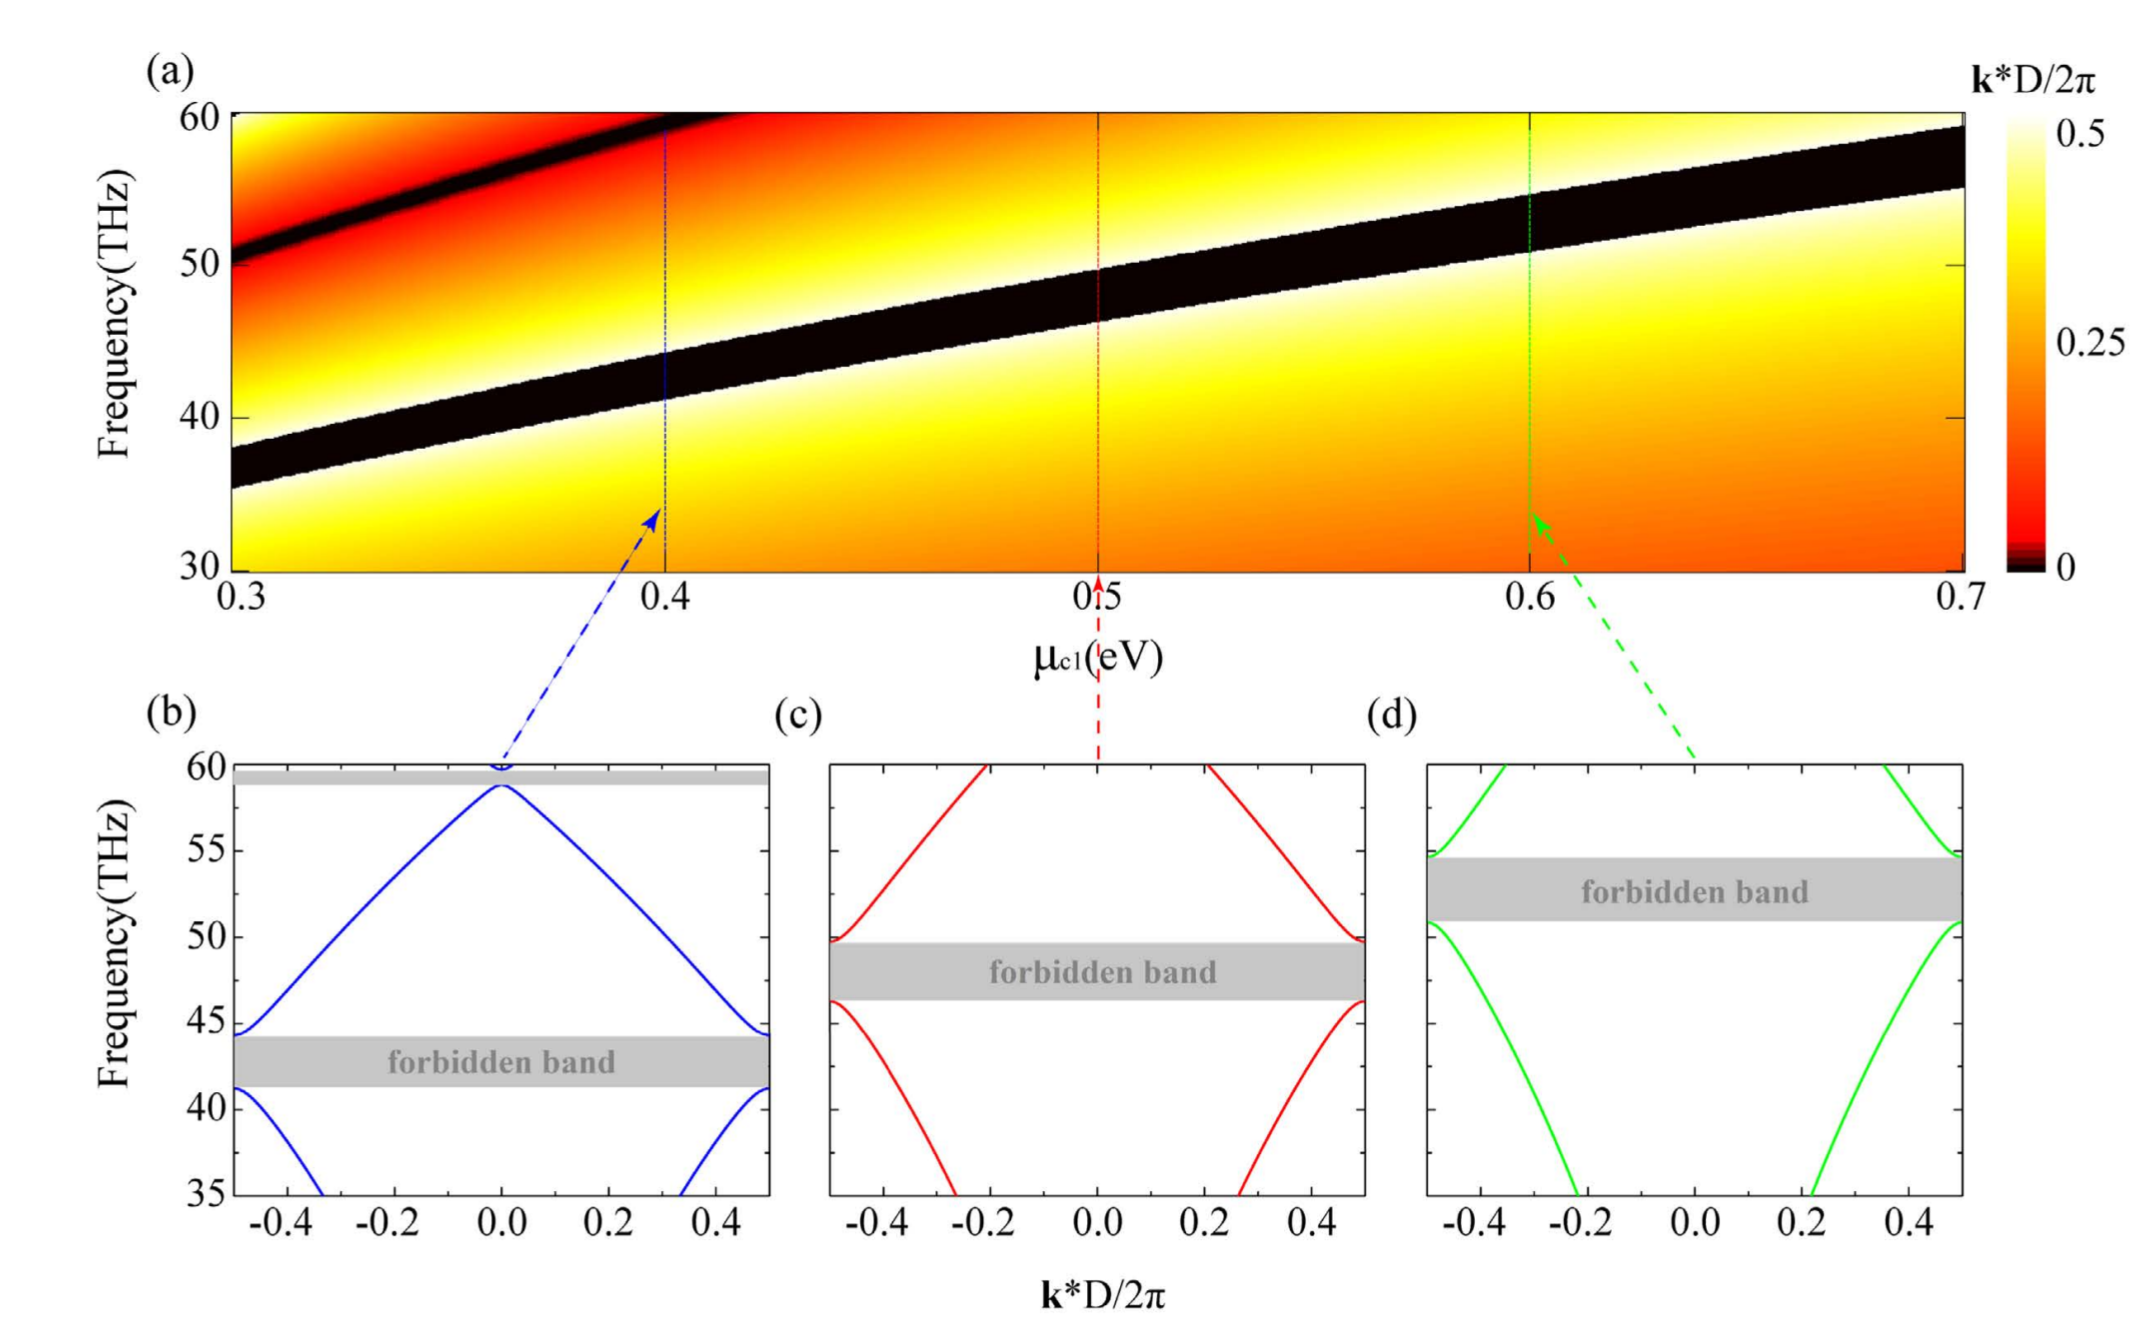 (a)
k*D/2π
60
50
40
30
Frequency(THz)
0.5
0.25
0
0.3 0.4 0.5 0.6 0.7
μc1(eV)
(b) (c) (d)
60
55
50
45
40
35
Frequency(THz)
forbidden band
forbidden band
forbidden band
-0.4 -0.2 0.0 0.2 0.4
-0.4 -0.2 0.0 0.2 0.4
-0.4 -0.2 0.0 0.2 0.4
k*D/2π